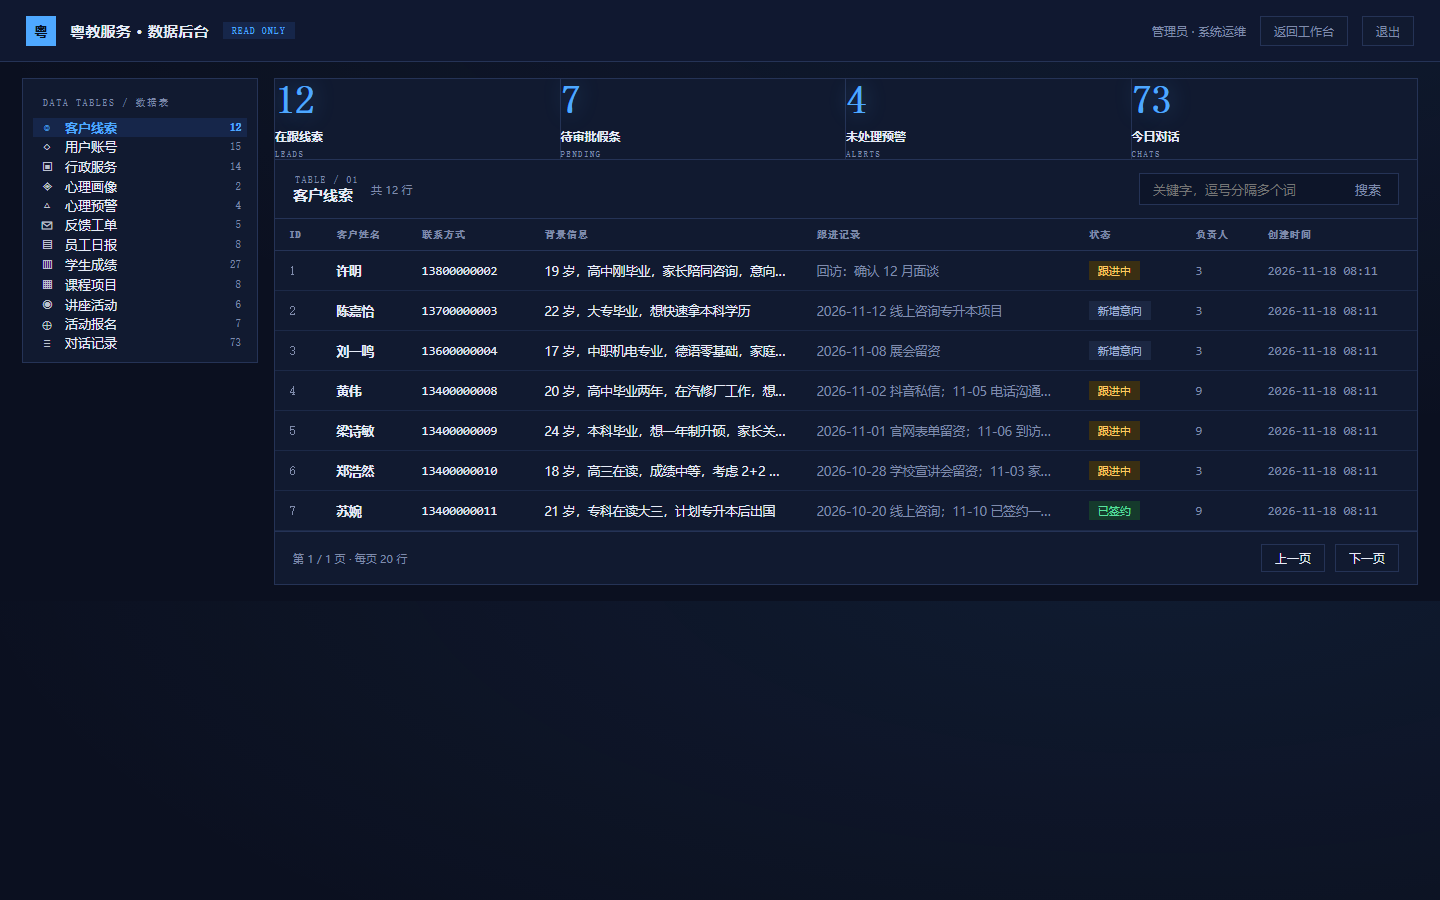 粤 粤教服务 • 数据后台 READ ONLY 管理员 · 系统运维 返回工作台 退出
DATA TABLES / 数据表
客户线索 12
用户账号 15
行政服务 14
心理画像 2
心理预警 4
反馈工单 5
员工日报 8
学生成绩 27
课程项目 8
讲座活动 6
活动报名 7
对话记录 73
12 7 4 73
在跟线索 待审批假条 未处理预警 今日对话
LEADS PENDING ALERTS CHATS
TABLE / 01
客户线索 共 12 行 关键字，逗号分隔多个词 搜索
ID 客户姓名 联系方式 背景信息 跟进记录 状态 负责人 创建时间
1 许明 13800000002 19 岁，高中刚毕业，家长陪同咨询，意向... 回访：确认 12 月面谈 跟进中 3 2026-11-18 08:11
2 陈嘉怡 13700000003 22 岁，大专毕业，想快速拿本科学历 2026-11-12 线上咨询专升本项目 新增意向 3 2026-11-18 08:11
3 刘一鸣 13600000004 17 岁，中职机电专业，德语零基础，家庭... 2026-11-08 展会留资 新增意向 3 2026-11-18 08:11
4 黄伟 13400000008 20 岁，高中毕业两年，在汽修厂工作，想... 2026-11-02 抖音私信；11-05 电话沟通... 跟进中 9 2026-11-18 08:11
5 梁诗敏 13400000009 24 岁，本科毕业，想一年制升硕，家长关... 2026-11-01 官网表单留资；11-06 到访... 跟进中 9 2026-11-18 08:11
6 郑浩然 13400000010 18 岁，高三在读，成绩中等，考虑 2+2 ... 2026-10-28 学校宣讲会留资；11-03 家... 跟进中 3 2026-11-18 08:11
7 苏婉 13400000011 21 岁，专科在读大三，计划专升本后出国 2026-10-20 线上咨询；11-10 已签约一... 已签约 9 2026-11-18 08:11
第 1 / 1 页 · 每页 20 行 上一页 下一页